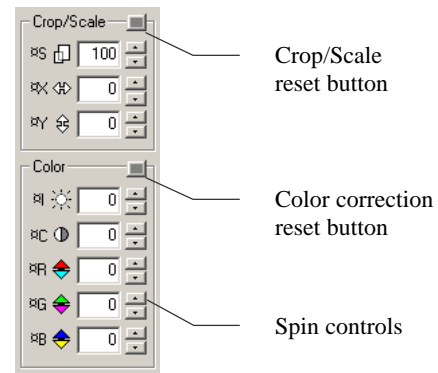 Crop/Scale
¤S 100
¤X 0
¤Y 0
Crop/Scale
reset button
Color
¤I 0
¤C 0
¤R 0
¤G 0
¤B 0
Color correction
reset button
Spin controls